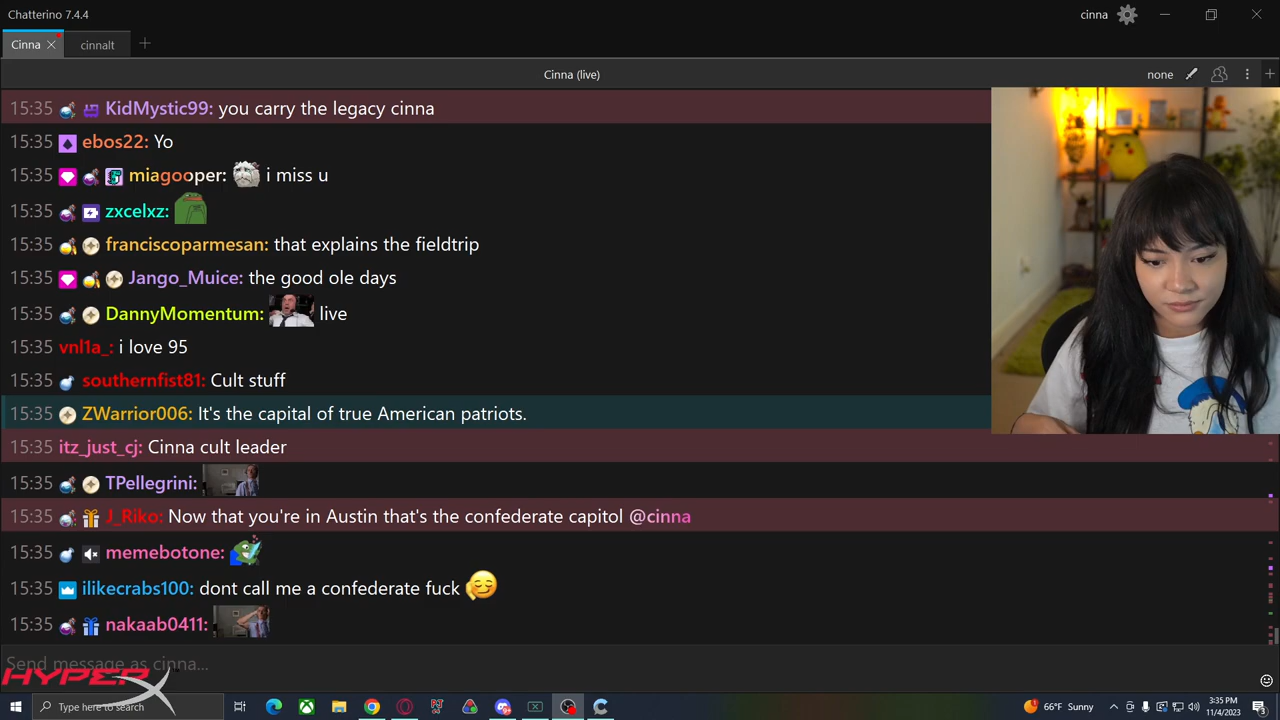 Chatterino 7.4.4
cinna
Cinna
cinnalt
Cinna (live)
none
15:35 KidMystic99: you carry the legacy cinna
15:35 ebos22: Yo
15:35 miagooper: i miss u
15:35 zxcelxz:
15:35 franciscoparmesan: that explains the fieldtrip
15:35 Jango_Muice: the good ole days
15:35 DannyMomentum: live
15:35 vnl1a_: i love 95
15:35 southernfist81: Cult stuff
15:35 ZWarrior006: It's the capital of true American patriots.
15:35 itz_just_cj: Cinna cult leader
15:35 TPellegrini:
15:35 J_Riko: Now that you're in Austin that's the confederate capitol @cinna
15:35 memebotone:
15:35 ilikecrabs100: dont call me a confederate fuck
15:35 nakaab0411:
Send message as cinna...
HYPERX
Type here to search
66°F Sunny
3:35 PM
11/4/2023
3